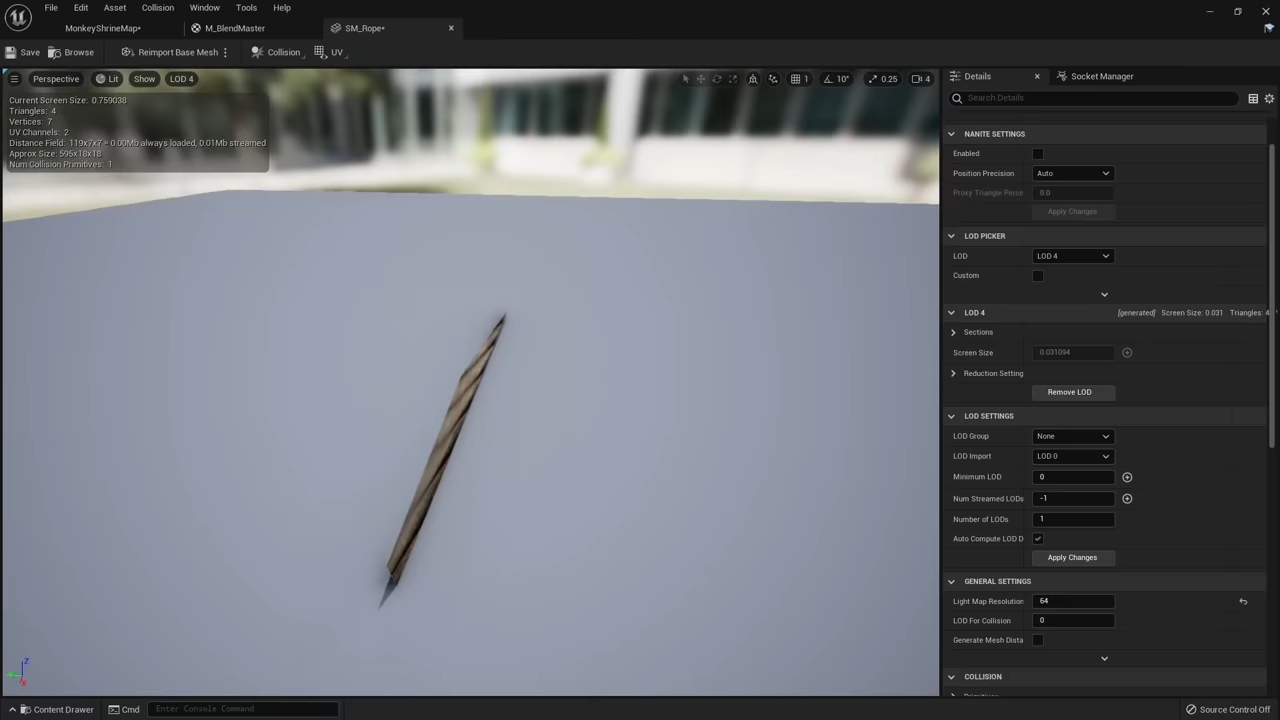 File Edit Asset Collision Window Tools Help
MonkeyShrineMap* M_BlendMaster SM_Rope*
Save Browse Reimport Base Mesh Collision UV
Perspective Lit Show LOD 4 1 10° 0.25 4
Current Screen Size: 0.759038
Triangles: 4
Vertices: 7
UV Channels: 2
Distance Field: 119x7x7 = 0.00Mb always loaded, 0.01Mb streamed
Approx Size: 595x18x18
Num Collision Primitives: 1
Z
Details Socket Manager
Search Details
NANITE SETTINGS
Enabled
Position Precision Auto
Proxy Triangle Perce 0.0
Apply Changes
LOD PICKER
LOD LOD 4
Custom
LOD 4 [generated] Screen Size: 0.031 Triangles: 4
Sections
Screen Size 0.031094
Reduction Setting
Remove LOD
LOD SETTINGS
LOD Group None
LOD Import LOD 0
Minimum LOD 0
Num Streamed LODs -1
Number of LODs 1
Auto Compute LOD D
Apply Changes
GENERAL SETTINGS
Light Map Resolution 64
LOD For Collision 0
Generate Mesh Dista
COLLISION
Content Drawer Cmd Enter Console Command Source Control Off